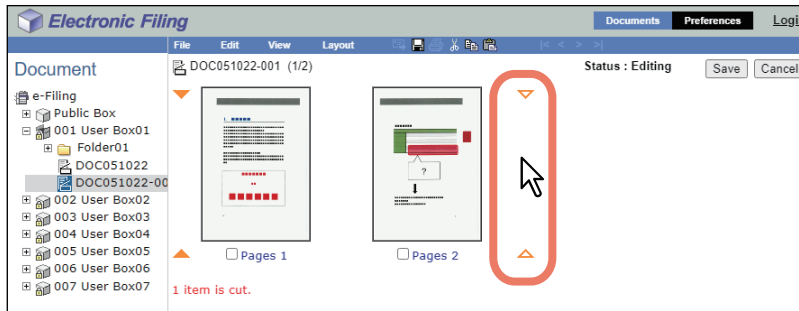 Electronic Filing
Documents Preferences Logi
File Edit View Layout |< < > >|
Document
DOC051022-001 (1/2) Status : Editing Save Cancel
e-Filing
Public Box
001 User Box01
Folder01
DOC051022
DOC051022-00
002 User Box02
003 User Box03
004 User Box04
005 User Box05
006 User Box06
007 User Box07
?
Pages 1 Pages 2
1 item is cut.